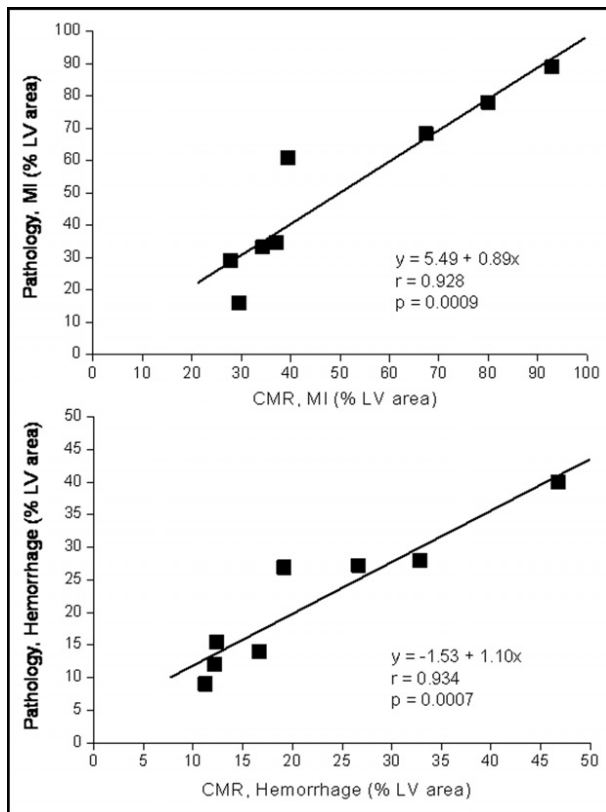 100
90
80
70
60
50
40
30
20
10
0
Pathology, MI (% LV area)
y = 5.49 + 0.89x
r = 0.928
p = 0.0009
0 10 20 30 40 50 60 70 80 90 100
CMR, MI (% LV area)
50
45
40
35
30
25
20
15
10
5
0
Pathology, Hemorrhage (% LV area)
y = -1.53 + 1.10x
r = 0.934
p = 0.0007
0 5 10 15 20 25 30 35 40 45 50
CMR, Hemorrhage (% LV area)